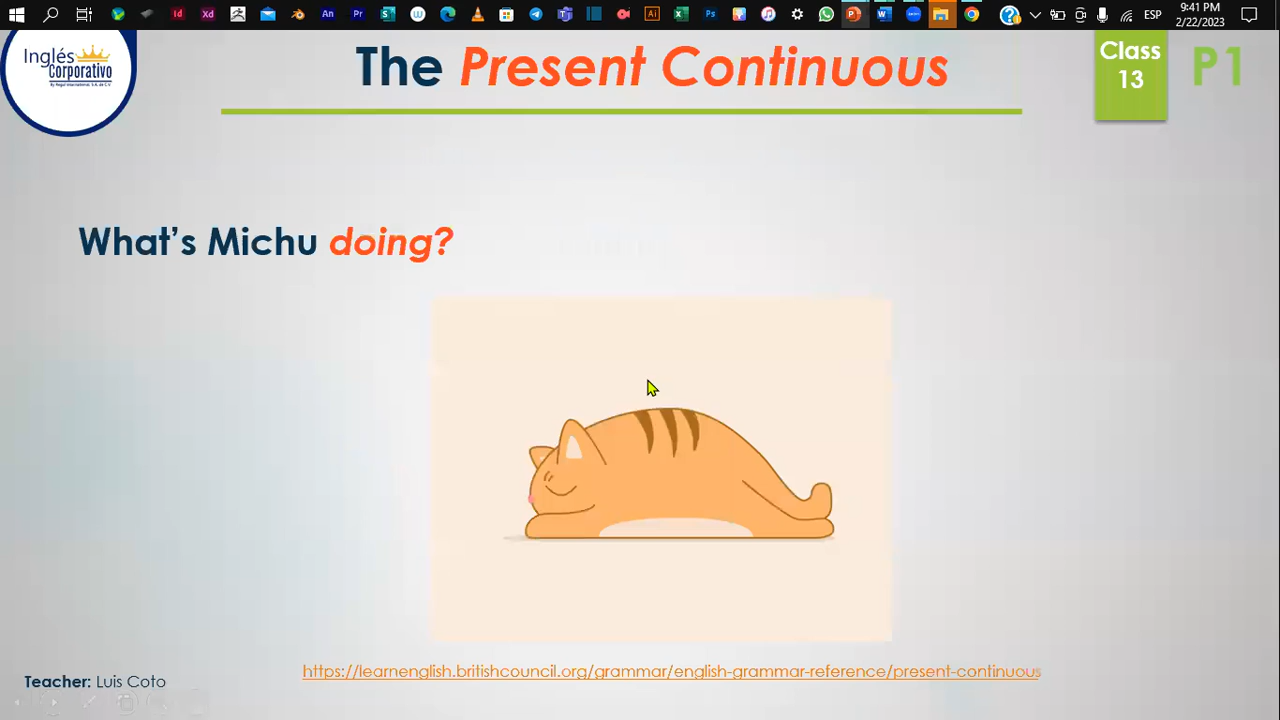 9:41 PM
ESP
2/22/2023
Inglés
Corporativo
The Present Continuous
Class
13
P1
What's Michu doing?
https://learnenglish.britishcouncil.org/grammar/english-grammar-reference/present-continuous
Teacher: Luis Coto